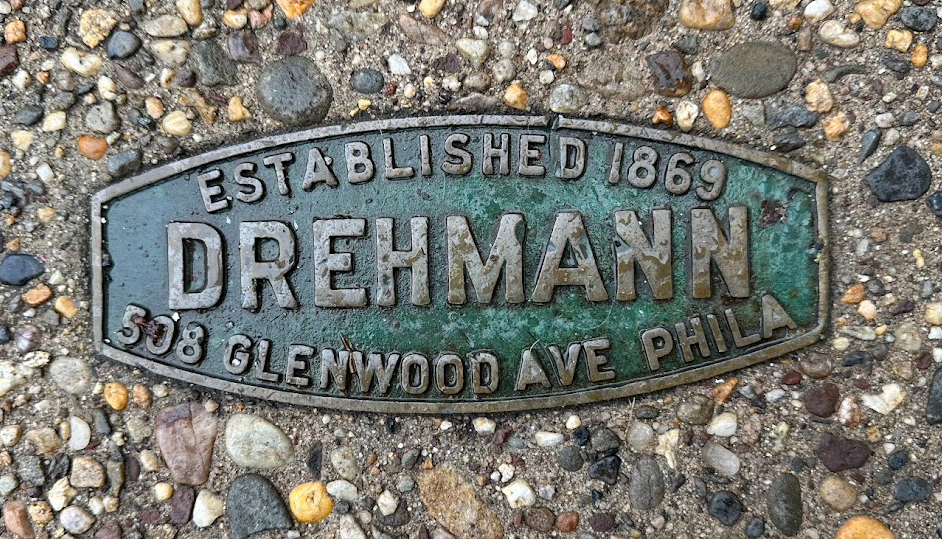 ESTABLISHED 1869
DREHMANN
508 GLENWOOD AVE PHILA